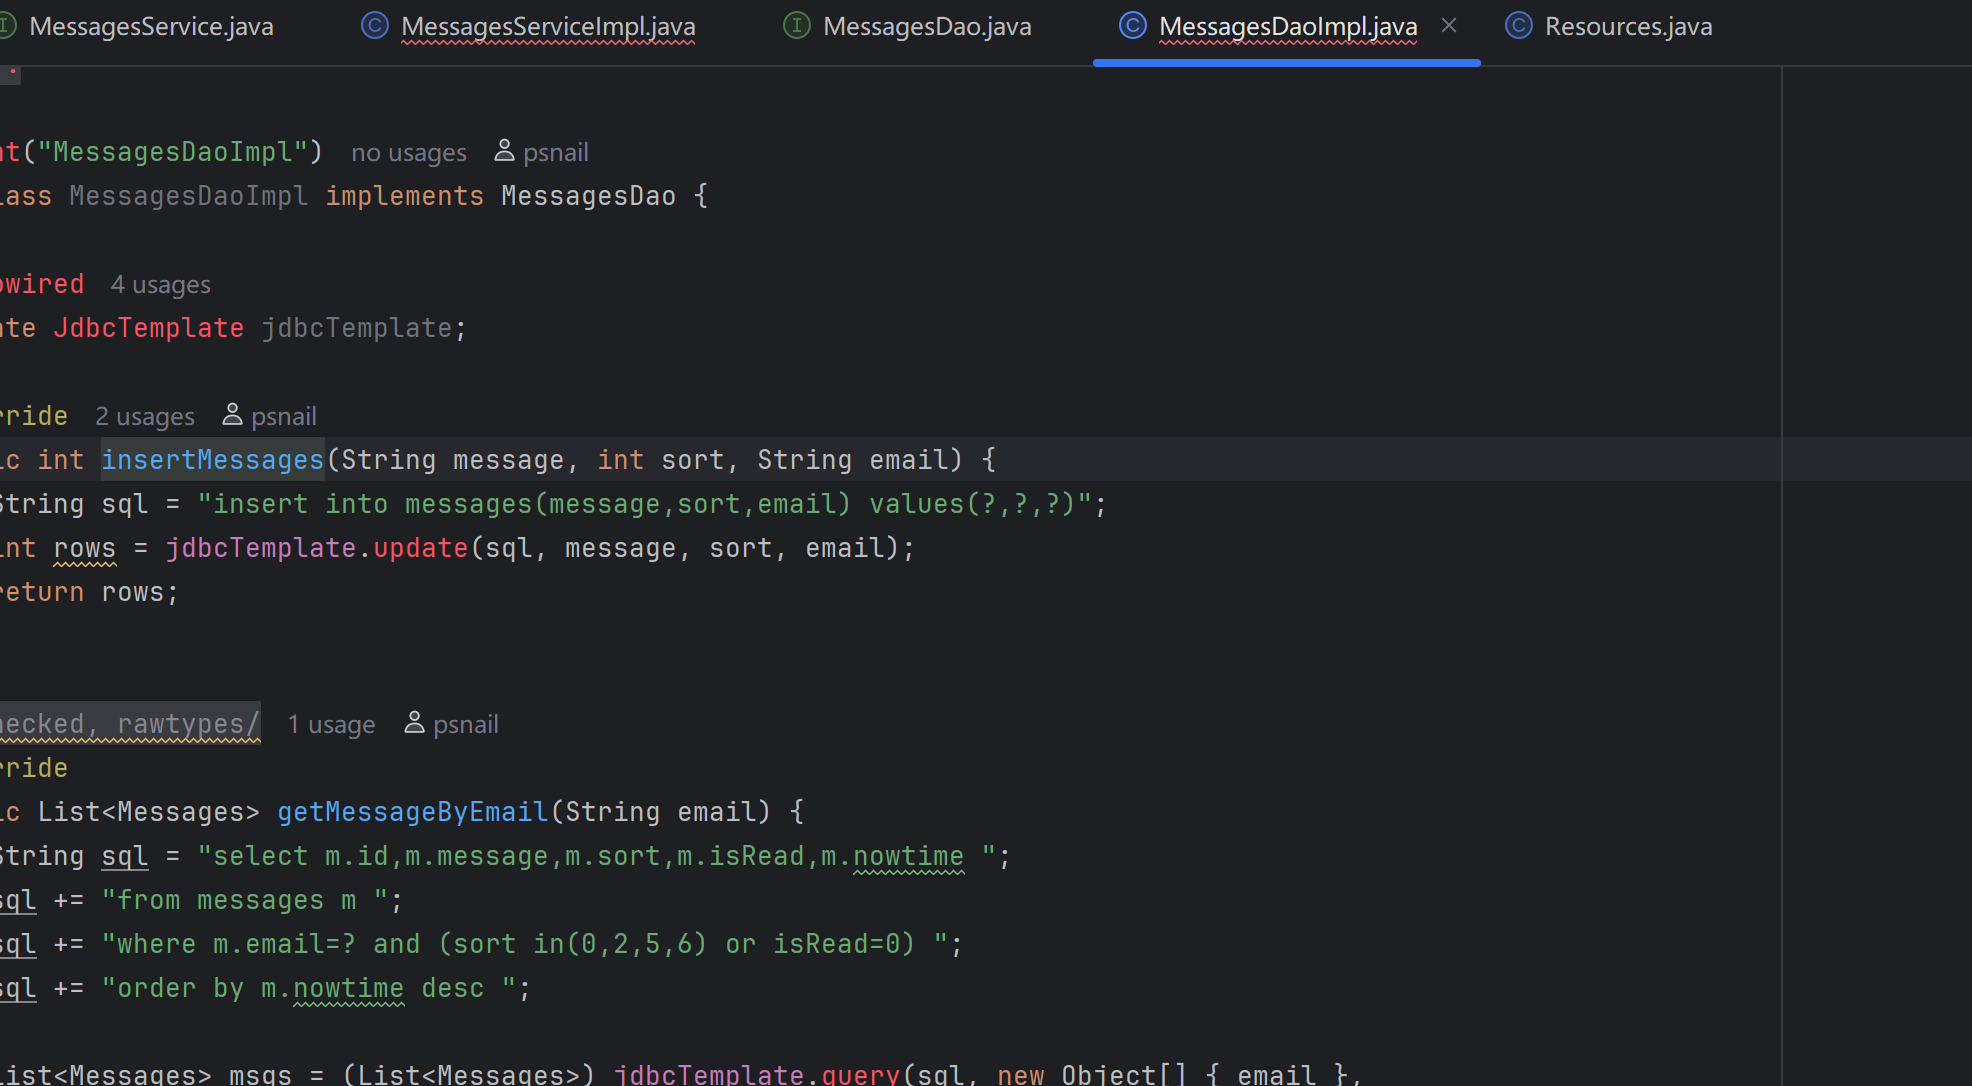 MessagesService.java MessagesServiceImpl.java MessagesDao.java MessagesDaoImpl.java Resources.java
nt("MessagesDaoImpl") no usages psnail
lass MessagesDaoImpl implements MessagesDao {
owired 4 usages
ate JdbcTemplate jdbcTemplate;
rride 2 usages psnail
ic int insertMessages(String message, int sort, String email) {
String sql = "insert into messages(message,sort,email) values(?,?,?)";
int rows = jdbcTemplate.update(sql, message, sort, email);
return rows;
hecked, rawtypes/ 1 usage psnail
rride
ic List<Messages> getMessageByEmail(String email) {
String sql = "select m.id,m.message,m.sort,m.isRead,m.nowtime ";
sql += "from messages m ";
sql += "where m.email=? and (sort in(0,2,5,6) or isRead=0) ";
sql += "order by m.nowtime desc ";
List<Messages> msgs = (List<Messages>) jdbcTemplate.query(sql, new Object[] { email },